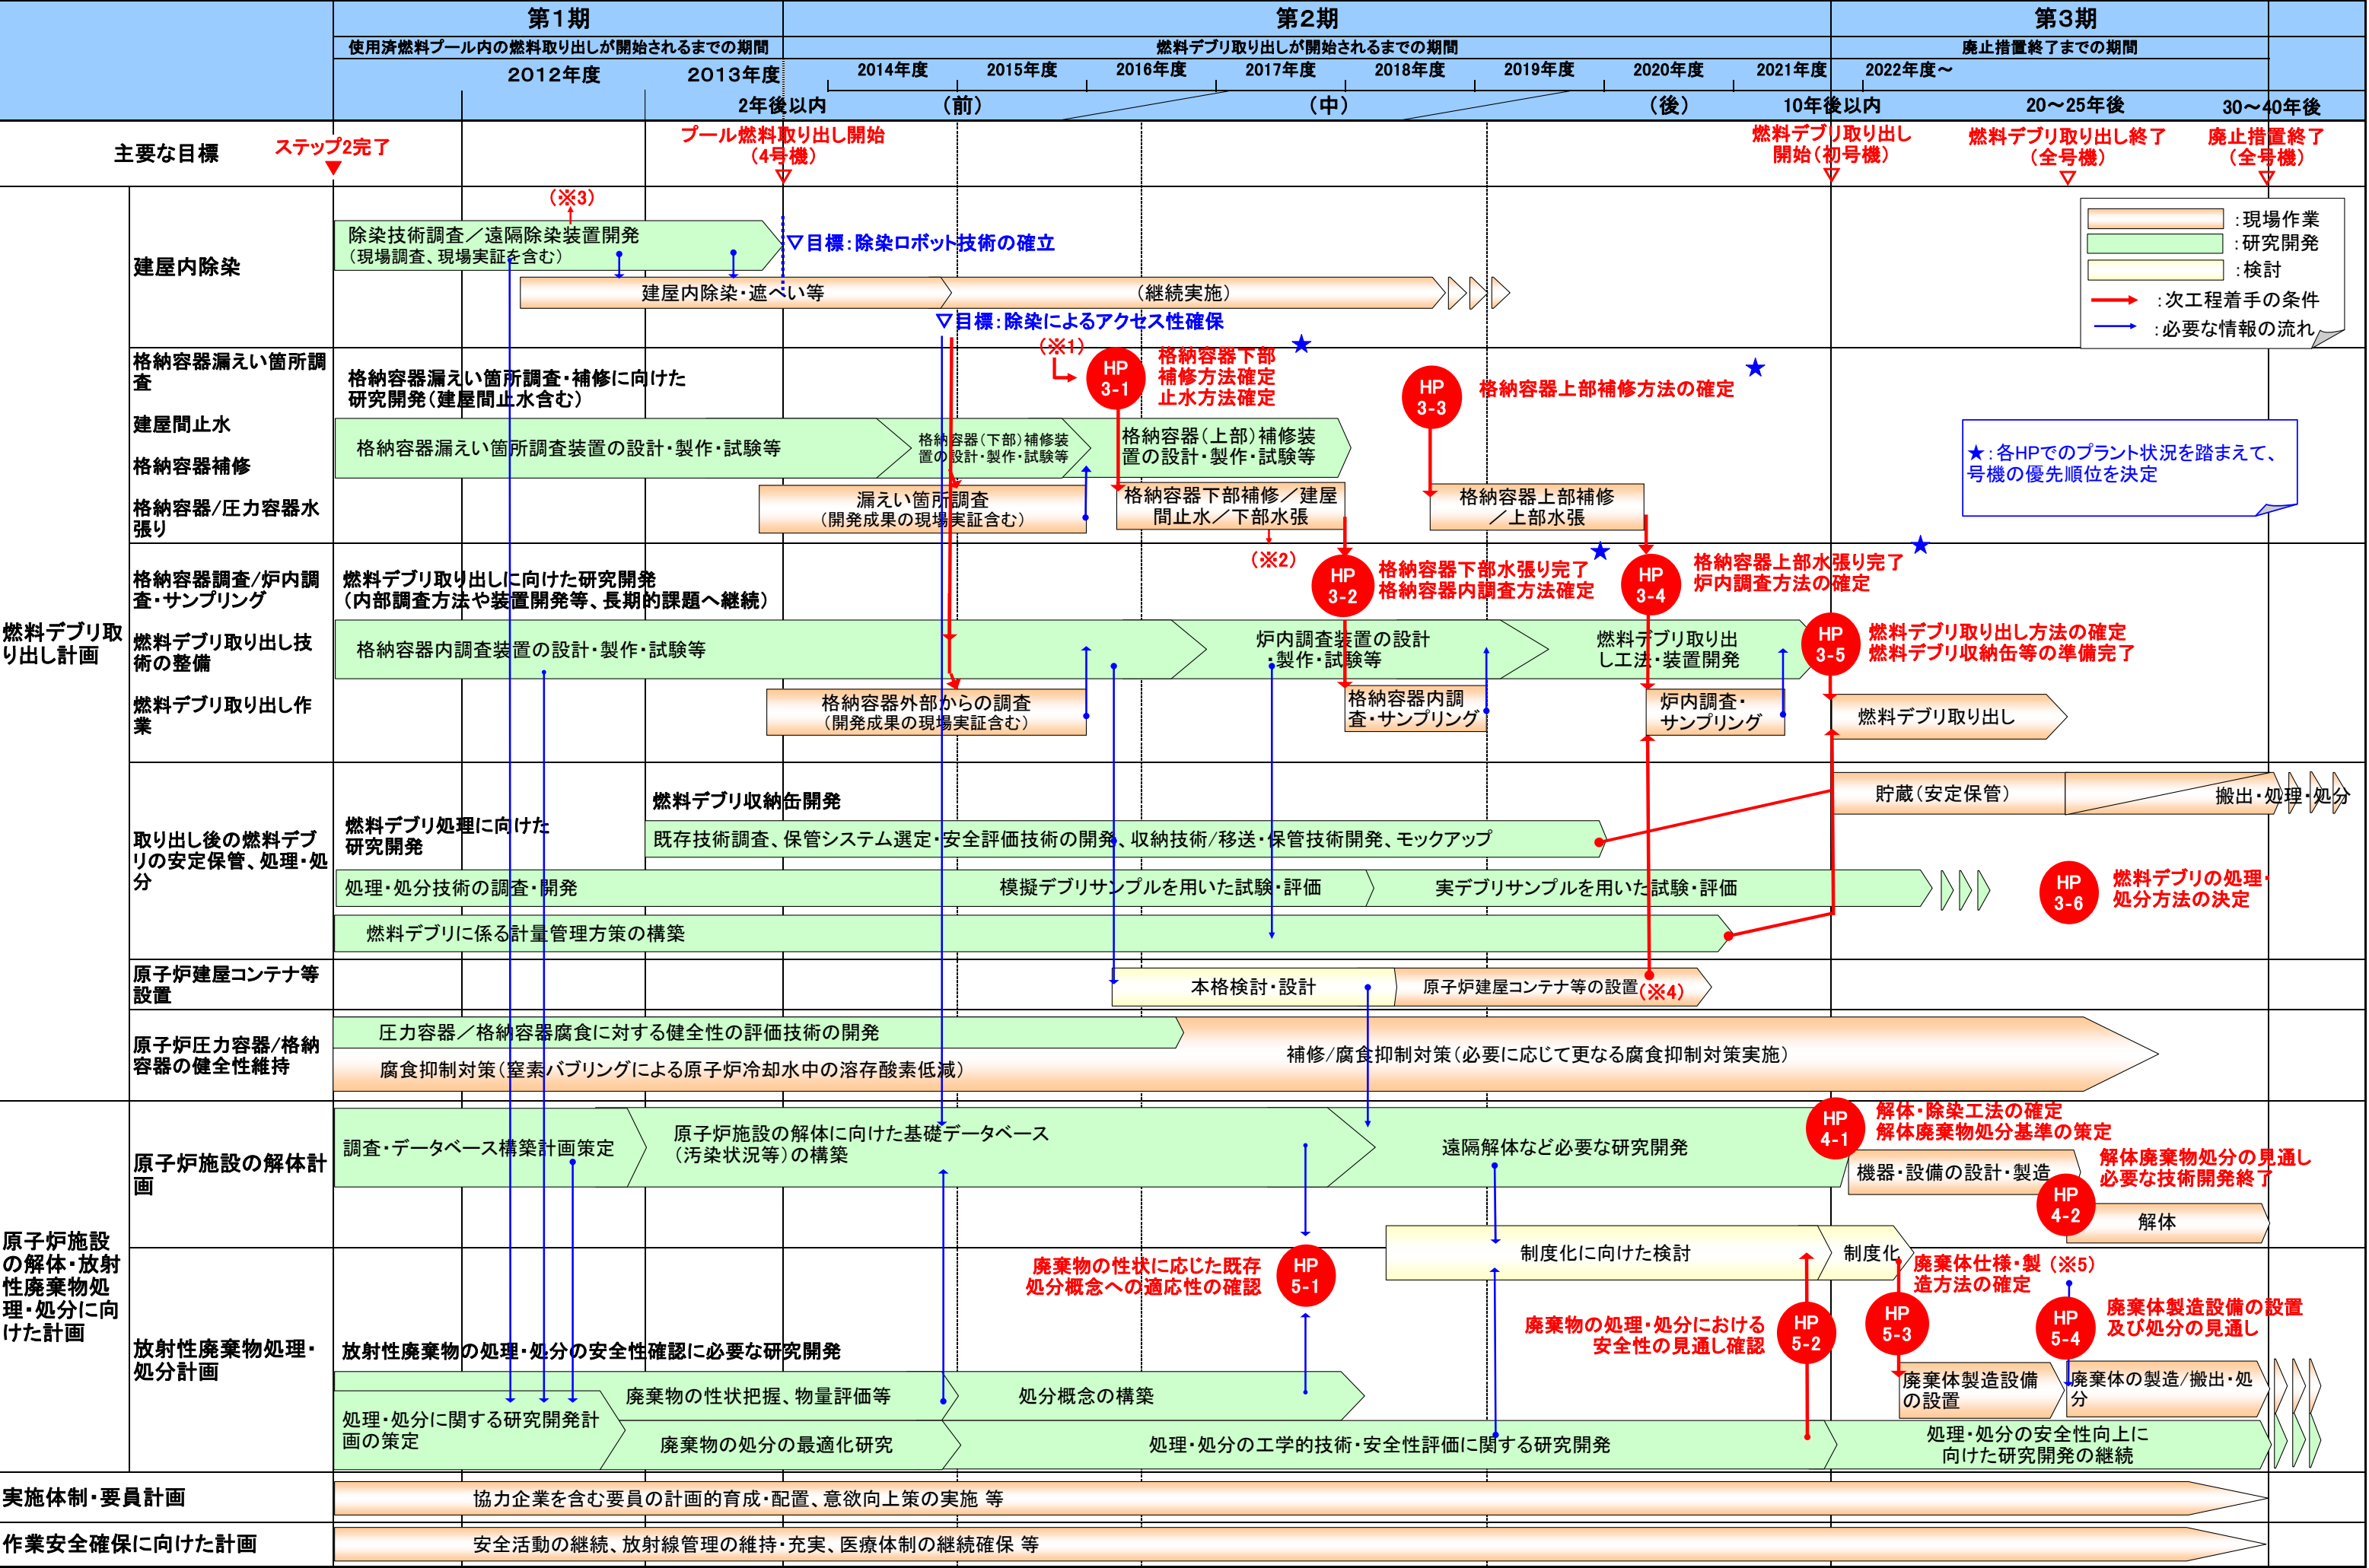 第1期
第2期
第3期
使用済燃料プール内の燃料取り出しが開始されるまでの期間
燃料デブリ取り出しが開始されるまでの期間
廃止措置終了までの期間
2012年度
2013年度
2014年度
2015年度
2016年度
2017年度
2018年度
2019年度
2020年度
2021年度
2022年度~
2年後以内
(前)
(中)
(後)
10年後以内
20~25年後
30~40年後
主要な目標
ステップ2完了
プール燃料取り出し開始
(4号機)
燃料デブリ取り出し
開始(初号機)
燃料デブリ取り出し終了
(全号機)
廃止措置終了
(全号機)
燃料デブリ取
り出し計画
建屋内除染
(※3)
除染技術調査/遠隔除染装置開発
(現場調査、現場実証を含む)
▽目標:除染ロボット技術の確立
建屋内除染・遮へい等
(継続実施)
▽目標:除染によるアクセス性確保
:現場作業
:研究開発
:検討
:次工程着手の条件
:必要な情報の流れ
格納容器漏えい箇所調
査
建屋間止水
格納容器補修
格納容器/圧力容器水
張り
格納容器漏えい箇所調査・補修に向けた
研究開発(建屋間止水含む)
(※1)
HP
3-1
格納容器下部
補修方法確定
止水方法確定
★
HP
3-3
格納容器上部補修方法の確定
★
格納容器漏えい箇所調査装置の設計・製作・試験等
格納容器(下部)補修装
置の設計・製作・試験等
格納容器(上部)補修装
置の設計・製作・試験等
漏えい箇所調査
(開発成果の現場実証含む)
格納容器下部補修/建屋
間止水/下部水張
格納容器上部補修
/上部水張
(※2)
★:各HPでのプラント状況を踏まえて、
号機の優先順位を決定
格納容器調査/炉内調
査・サンプリング
燃料デブリ取り出し技
術の整備
燃料デブリ取り出し作
業
燃料デブリ取り出しに向けた研究開発
(内部調査方法や装置開発等、長期的課題へ継続)
HP
3-2
格納容器下部水張り完了
格納容器内調査方法確定
★
HP
3-4
格納容器上部水張り完了
炉内調査方法の確定
★
格納容器内調査装置の設計・製作・試験等
炉内調査装置の設計
・製作・試験等
燃料デブリ取り出
し工法・装置開発
HP
3-5
燃料デブリ取り出し方法の確定
燃料デブリ収納缶等の準備完了
格納容器外部からの調査
(開発成果の現場実証含む)
格納容器内調
査・サンプリング
炉内調査・
サンプリング
燃料デブリ取り出し
取り出し後の燃料デブ
リの安定保管、処理・処
分
燃料デブリ処理に向けた
研究開発
燃料デブリ収納缶開発
貯蔵(安定保管)
搬出・処理・処分
既存技術調査、保管システム選定・安全評価技術の開発、収納技術/移送・保管技術開発、モックアップ
処理・処分技術の調査・開発
模擬デブリサンプルを用いた試験・評価
実デブリサンプルを用いた試験・評価
HP
3-6
燃料デブリの処理・
処分方法の決定
燃料デブリに係る計量管理方策の構築
原子炉建屋コンテナ等
設置
本格検討・設計
原子炉建屋コンテナ等の設置
(※4)
原子炉圧力容器/格納
容器の健全性維持
圧力容器/格納容器腐食に対する健全性の評価技術の開発
腐食抑制対策(窒素バブリングによる原子炉冷却水中の溶存酸素低減)
補修/腐食抑制対策(必要に応じて更なる腐食抑制対策実施)
原子炉施設
の解体・放射
性廃棄物処
理・処分に向
けた計画
原子炉施設の解体計
画
調査・データベース構築計画策定
原子炉施設の解体に向けた基礎データベース
(汚染状況等)の構築
遠隔解体など必要な研究開発
HP
4-1
解体・除染工法の確定
解体廃棄物処分基準の策定
機器・設備の設計・製造
HP
4-2
解体廃棄物処分の見通し
必要な技術開発終了
解体
制度化に向けた検討
制度化
放射性廃棄物処理・
処分計画
廃棄物の性状に応じた既存
処分概念への適応性の確認
HP
5-1
廃棄物の処理・処分における
安全性の見通し確認
HP
5-2
廃棄体仕様・製
造方法の確定
HP
5-3
(※5)
HP
5-4
廃棄体製造設備の設置
及び処分の見通し
放射性廃棄物の処理・処分の安全性確認に必要な研究開発
処理・処分に関する研究開発計
画の策定
廃棄物の性状把握、物量評価等
処分概念の構築
廃棄体製造設備
の設置
廃棄体の製造/搬出・処
分
廃棄物の処分の最適化研究
処理・処分の工学的技術・安全性評価に関する研究開発
処理・処分の安全性向上に
向けた研究開発の継続
実施体制・要員計画
協力企業を含む要員の計画的育成・配置、意欲向上策の実施 等
作業安全確保に向けた計画
安全活動の継続、放射線管理の維持・充実、医療体制の継続確保 等